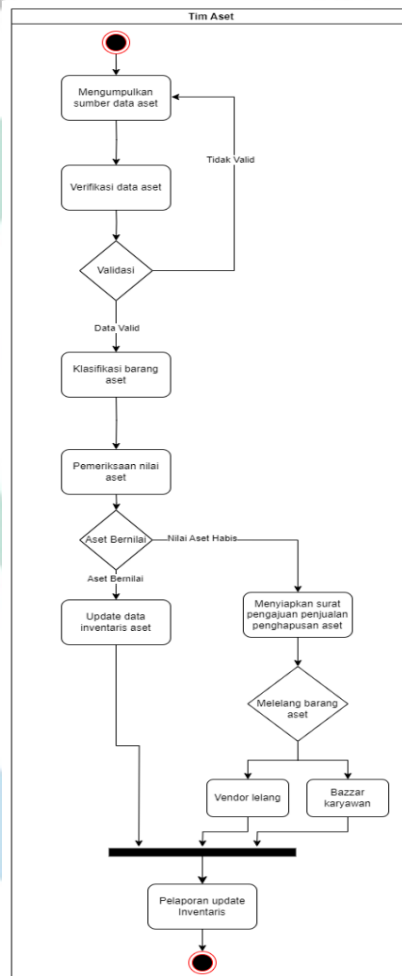 Tim Aset
Mengumpulkan
sumber data aset
Tidak Valid
Verifikasi data aset
Validasi
Data Valid
Klasifikasi barang
aset
Pemeriksaan nilai
aset
Aset Bernilai
Nilai Aset Habis
Aset Bernilai
Update data
inventaris aset
Menyiapkan surat
pengajuan penjualan
penghapusan aset
Melelang barang
aset
Vendor lelang
Bazzar
karyawan
Pelaporan update
Inventaris